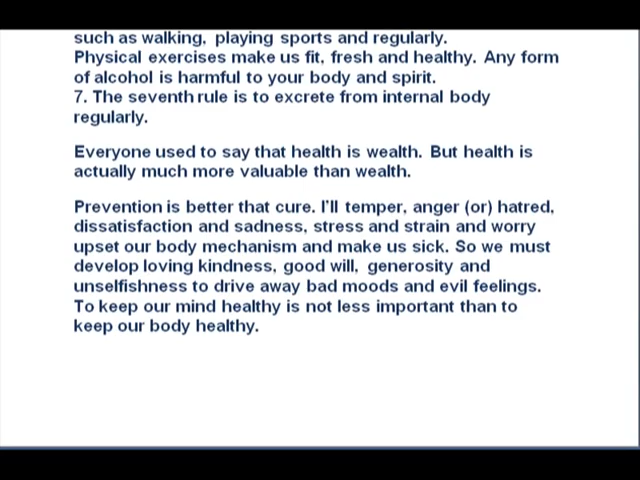 such as walking, playing sports and regularly.
Physical exercises make us fit, fresh and healthy. Any form
of alcohol is harmful to your body and spirit.
7. The seventh rule is to excrete from internal body
regularly.
Everyone used to say that health is wealth. But health is
actually much more valuable than wealth.
Prevention is better that cure. I'll temper, anger (or) hatred,
dissatisfaction and sadness, stress and strain and worry
upset our body mechanism and make us sick. So we must
develop loving kindness, good will, generosity and
unselfishness to drive away bad moods and evil feelings.
To keep our mind healthy is not less important than to
keep our body healthy.